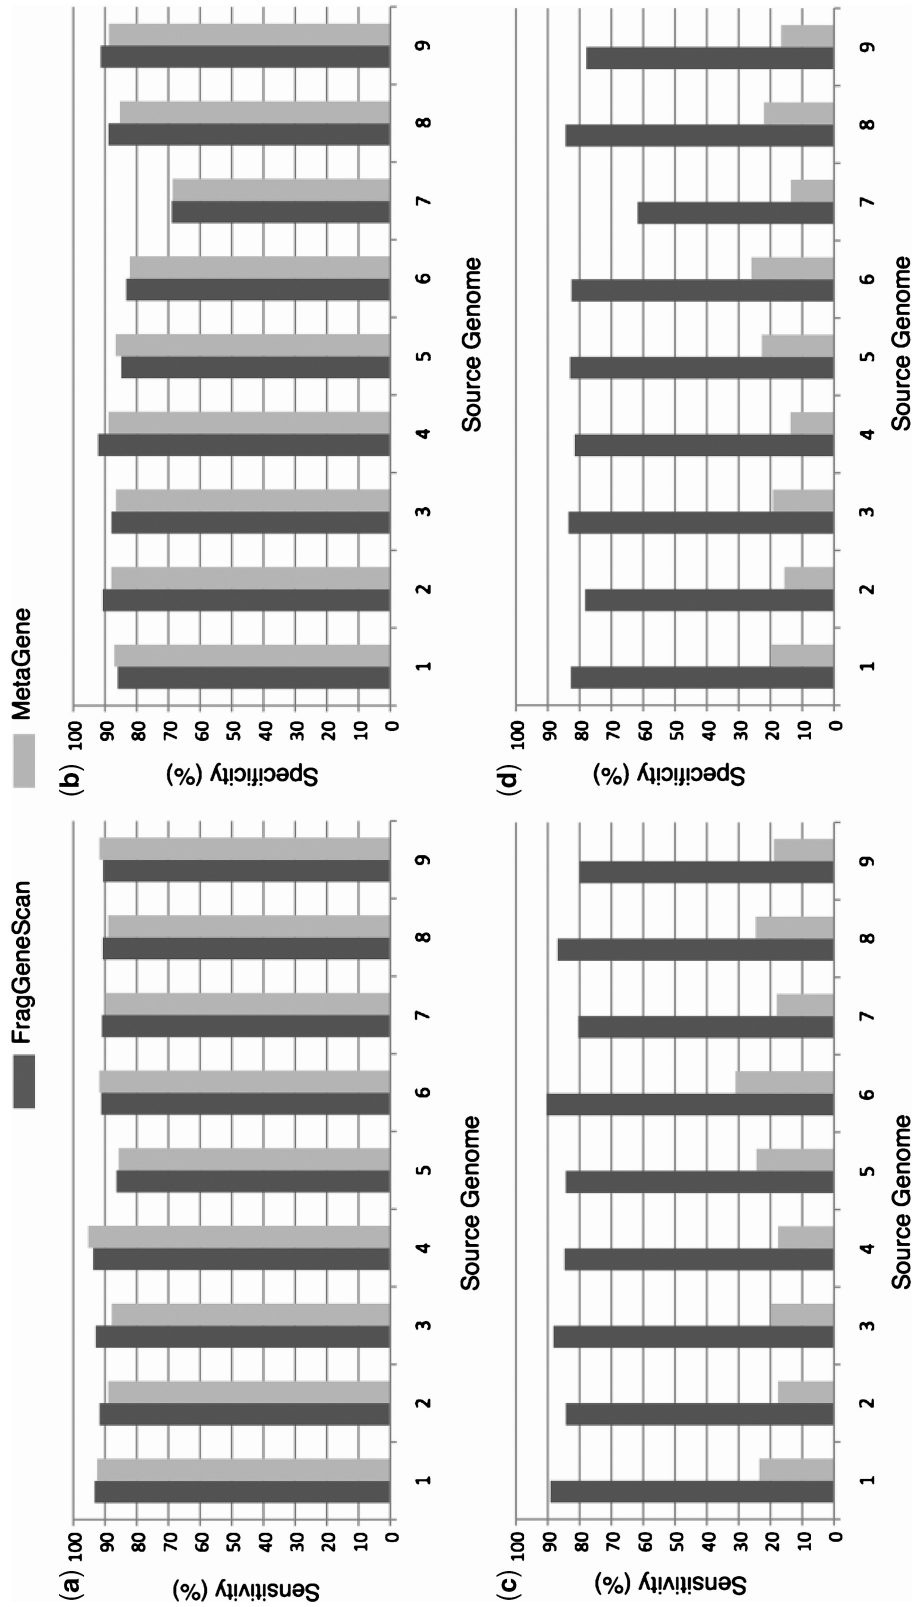 FragGeneScan MetaGene
(a)
Sensitivity (%)
100
90
80
70
60
50
40
30
20
10
0
1 2 3 4 5 6 7 8 9
Source Genome
(b)
Specificity (%)
100
90
80
70
60
50
40
30
20
10
0
1 2 3 4 5 6 7 8 9
Source Genome
(c)
Sensitivity (%)
100
90
80
70
60
50
40
30
20
10
0
1 2 3 4 5 6 7 8 9
Source Genome
(d)
Specificity (%)
100
90
80
70
60
50
40
30
20
10
0
1 2 3 4 5 6 7 8 9
Source Genome